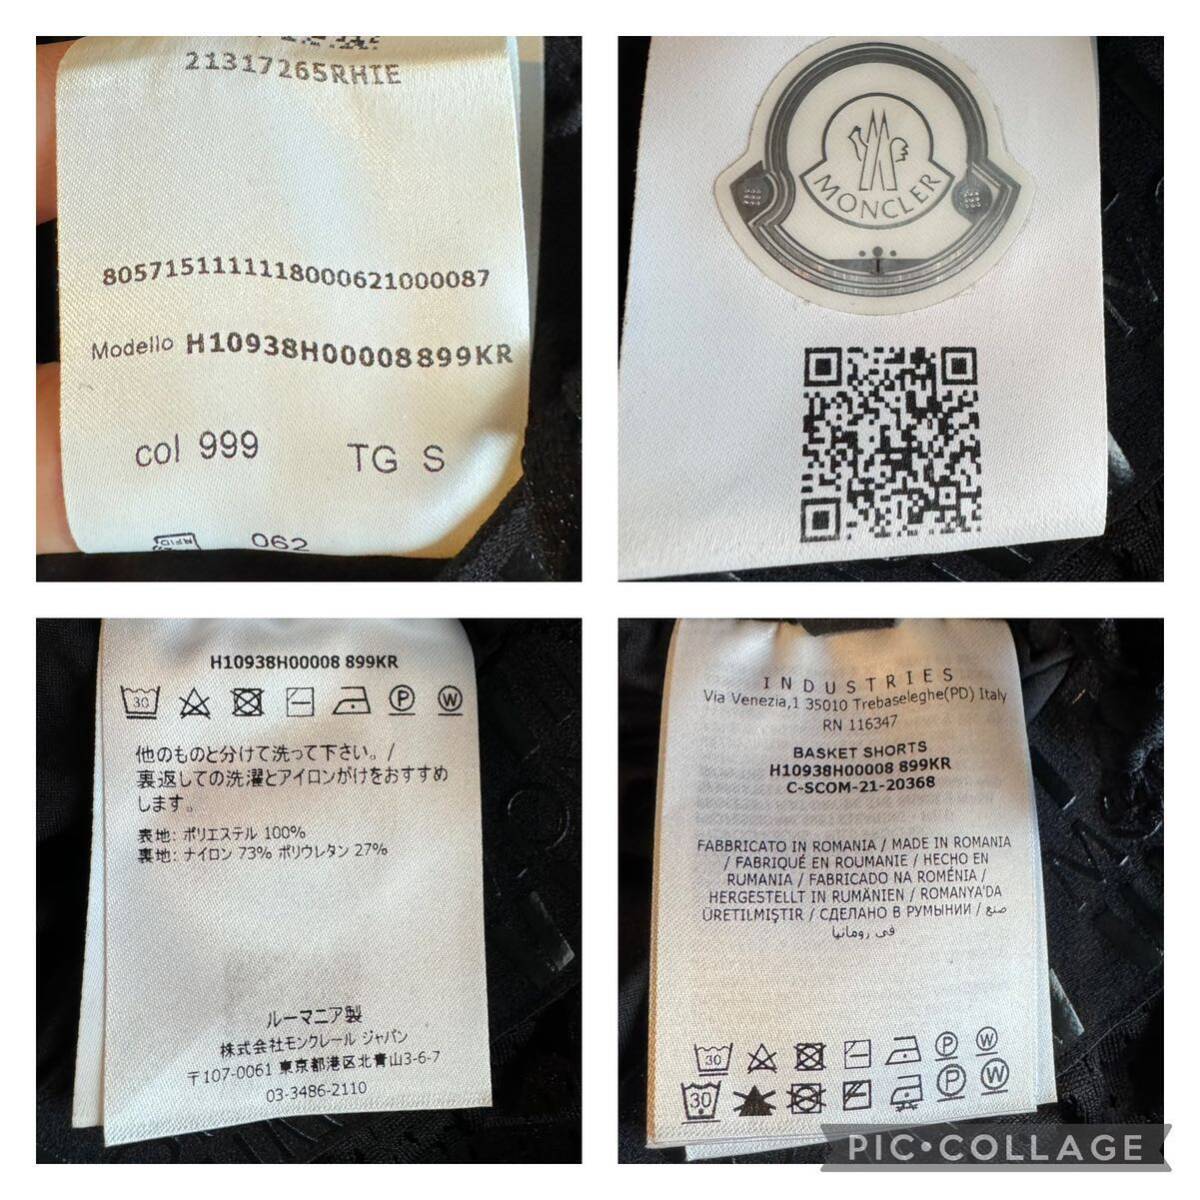 21317265RHIE
8057151111118000621000087
Modello H10938H00008899KR
col 999 TG S
RFID 062
MONCLER
H10938H00008 899KR
30 P W
他のものと分けて洗って下さい。/
裏返しての洗濯とアイロンがけをおすすめ
します。
表地: ポリエステル 100%
裏地: ナイロン 73% ポリウレタン 27%
ルーマニア製
株式会社モンクレール ジャパン
〒107-0061 東京都港区北青山3-6-7
03-3486-2110
INDUSTRIES
Via Venezia,1 35010 Trebaseleghe(PD) Italy
RN 116347
BASKET SHORTS
H10938H00008 899KR
C-SCOM-21-20368
FABBRICATO IN ROMANIA / MADE IN ROMANIA
/ FABRIQUÉ EN ROUMANIE / HECHO EN
RUMANIA / FABRICADO NA ROMÉNIA /
HERGESTELLT IN RUMÄNIEN / ROMANYA'DA
ÜRETILMIŞTIR / СДЕЛАНО В РУМЫНИИ / صنع
في رومانيا
30 P W
30 P W
PIC•COLLAGE